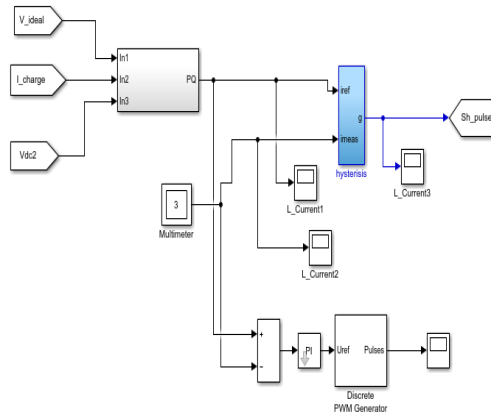 V_ideal
I_charge
Vdc2
In1
In2
In3
PQ
iref
g
imeas
hysterisis
Sh_pulse
L_Current3
L_Current1
L_Current2
3
Multimeter
+
−
PI
Uref
Pulses
Discrete
PWM Generator